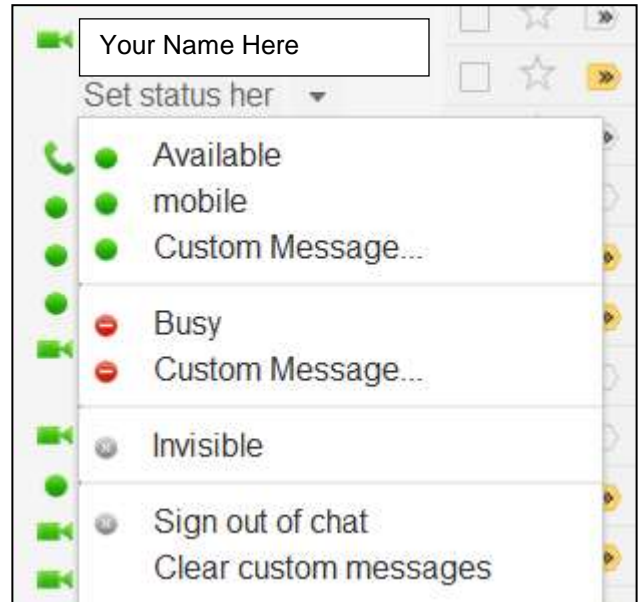 Your Name Here
Set status her
Available
mobile
Custom Message...
Busy
Custom Message...
Invisible
Sign out of chat
Clear custom messages